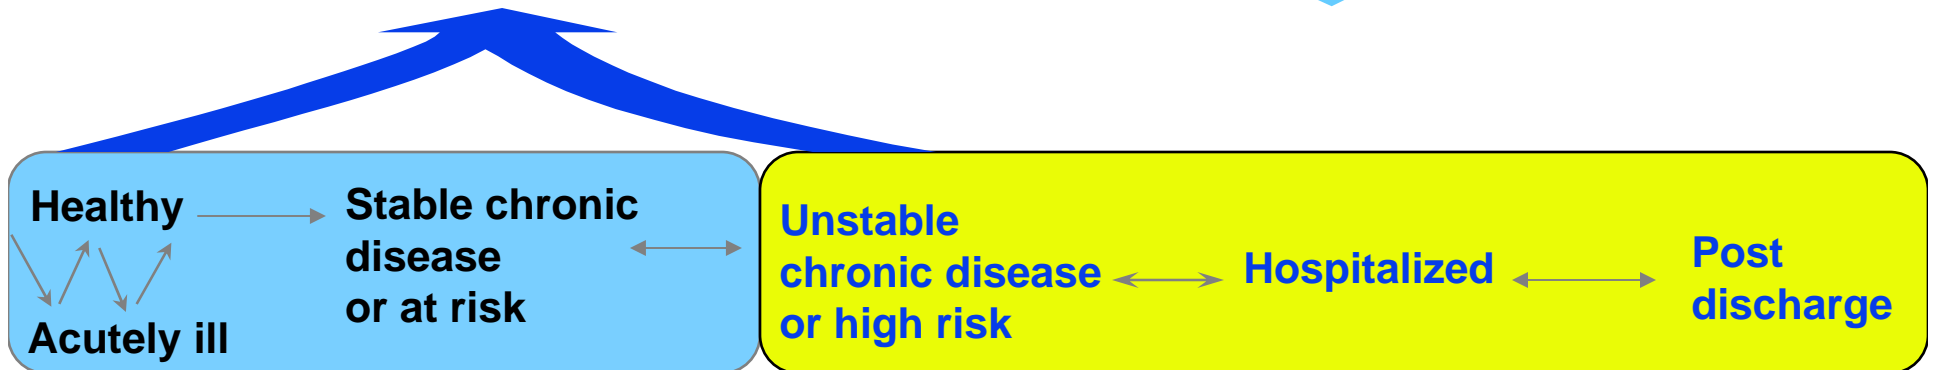 Healthy
Acutely ill
Stable chronic
disease
or at risk
Unstable
chronic disease
or high risk
Hospitalized
Post
discharge